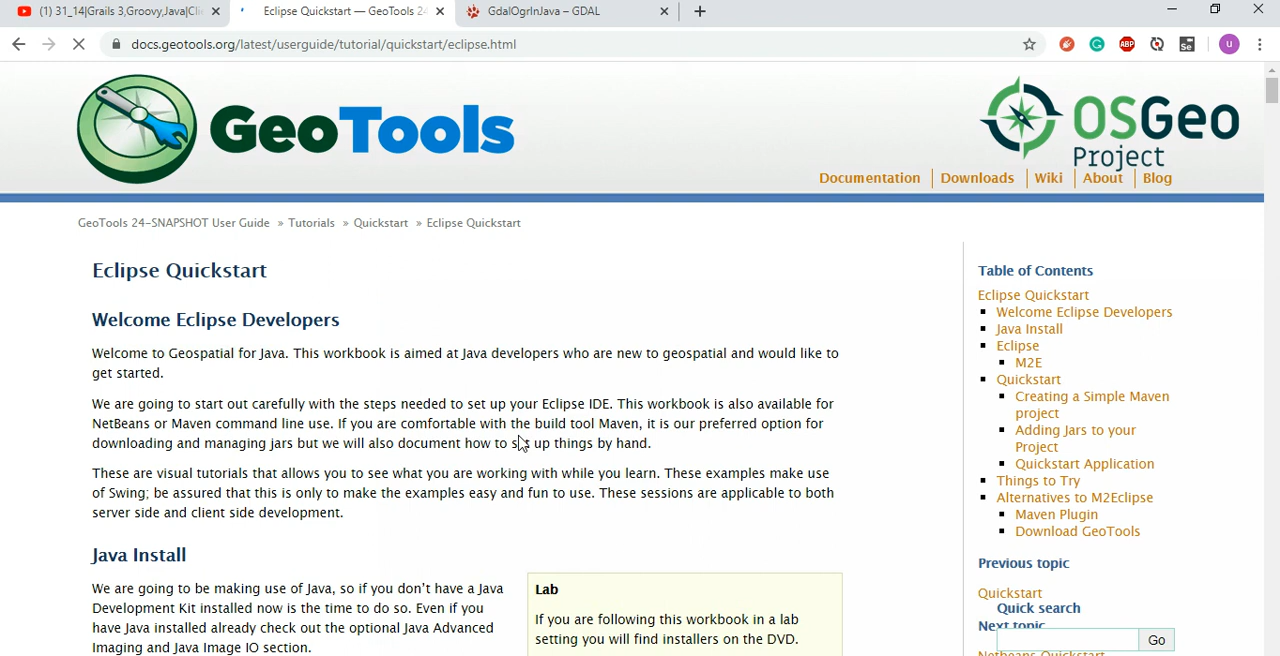 (1) 31_14|Grails 3,Groovy,Java|Cli
Eclipse Quickstart — GeoTools 24
GdalOgrInJava – GDAL
docs.geotools.org/latest/userguide/tutorial/quickstart/eclipse.html
ABP
Se
u
GeoTools
OSGeo
Project
Documentation
Downloads
Wiki
About
Blog
GeoTools 24-SNAPSHOT User Guide » Tutorials » Quickstart » Eclipse Quickstart
Eclipse Quickstart
Welcome Eclipse Developers
Welcome to Geospatial for Java. This workbook is aimed at Java developers who are new to geospatial and would like to
get started.
We are going to start out carefully with the steps needed to set up your Eclipse IDE. This workbook is also available for
NetBeans or Maven command line use. If you are comfortable with the build tool Maven, it is our preferred option for
downloading and managing jars but we will also document how to set up things by hand.
These are visual tutorials that allows you to see what you are working with while you learn. These examples make use
of Swing; be assured that this is only to make the examples easy and fun to use. These sessions are applicable to both
server side and client side development.
Java Install
We are going to be making use of Java, so if you don't have a Java
Development Kit installed now is the time to do so. Even if you
have Java installed already check out the optional Java Advanced
Imaging and Java Image IO section.
Lab
If you are following this workbook in a lab
setting you will find installers on the DVD.
Table of Contents
Eclipse Quickstart
Welcome Eclipse Developers
Java Install
Eclipse
M2E
Quickstart
Creating a Simple Maven
project
Adding Jars to your
Project
Quickstart Application
Things to Try
Alternatives to M2Eclipse
Maven Plugin
Download GeoTools
Previous topic
Quickstart
Quick search
Next topic
Go
Netbeans Quickstart